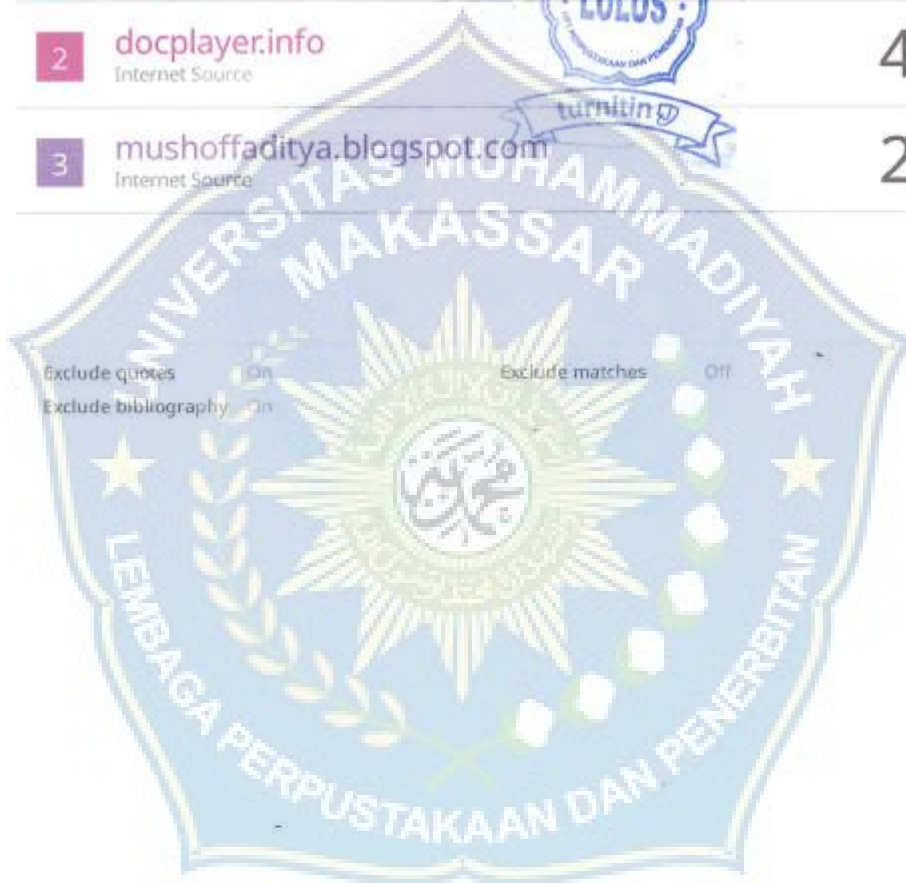 LULUS
2 docplayer.info 4
Internet Source
turnitin
3 mushoffaditya.blogspot.com 2
Internet Source
UNIVERSITAS MUHAMMADIYAH
MAKASSAR
Exclude quotes On Exclude matches Off
Exclude bibliography On
LEMBAGA PERPUSTAKAAN DAN PENERBITAN